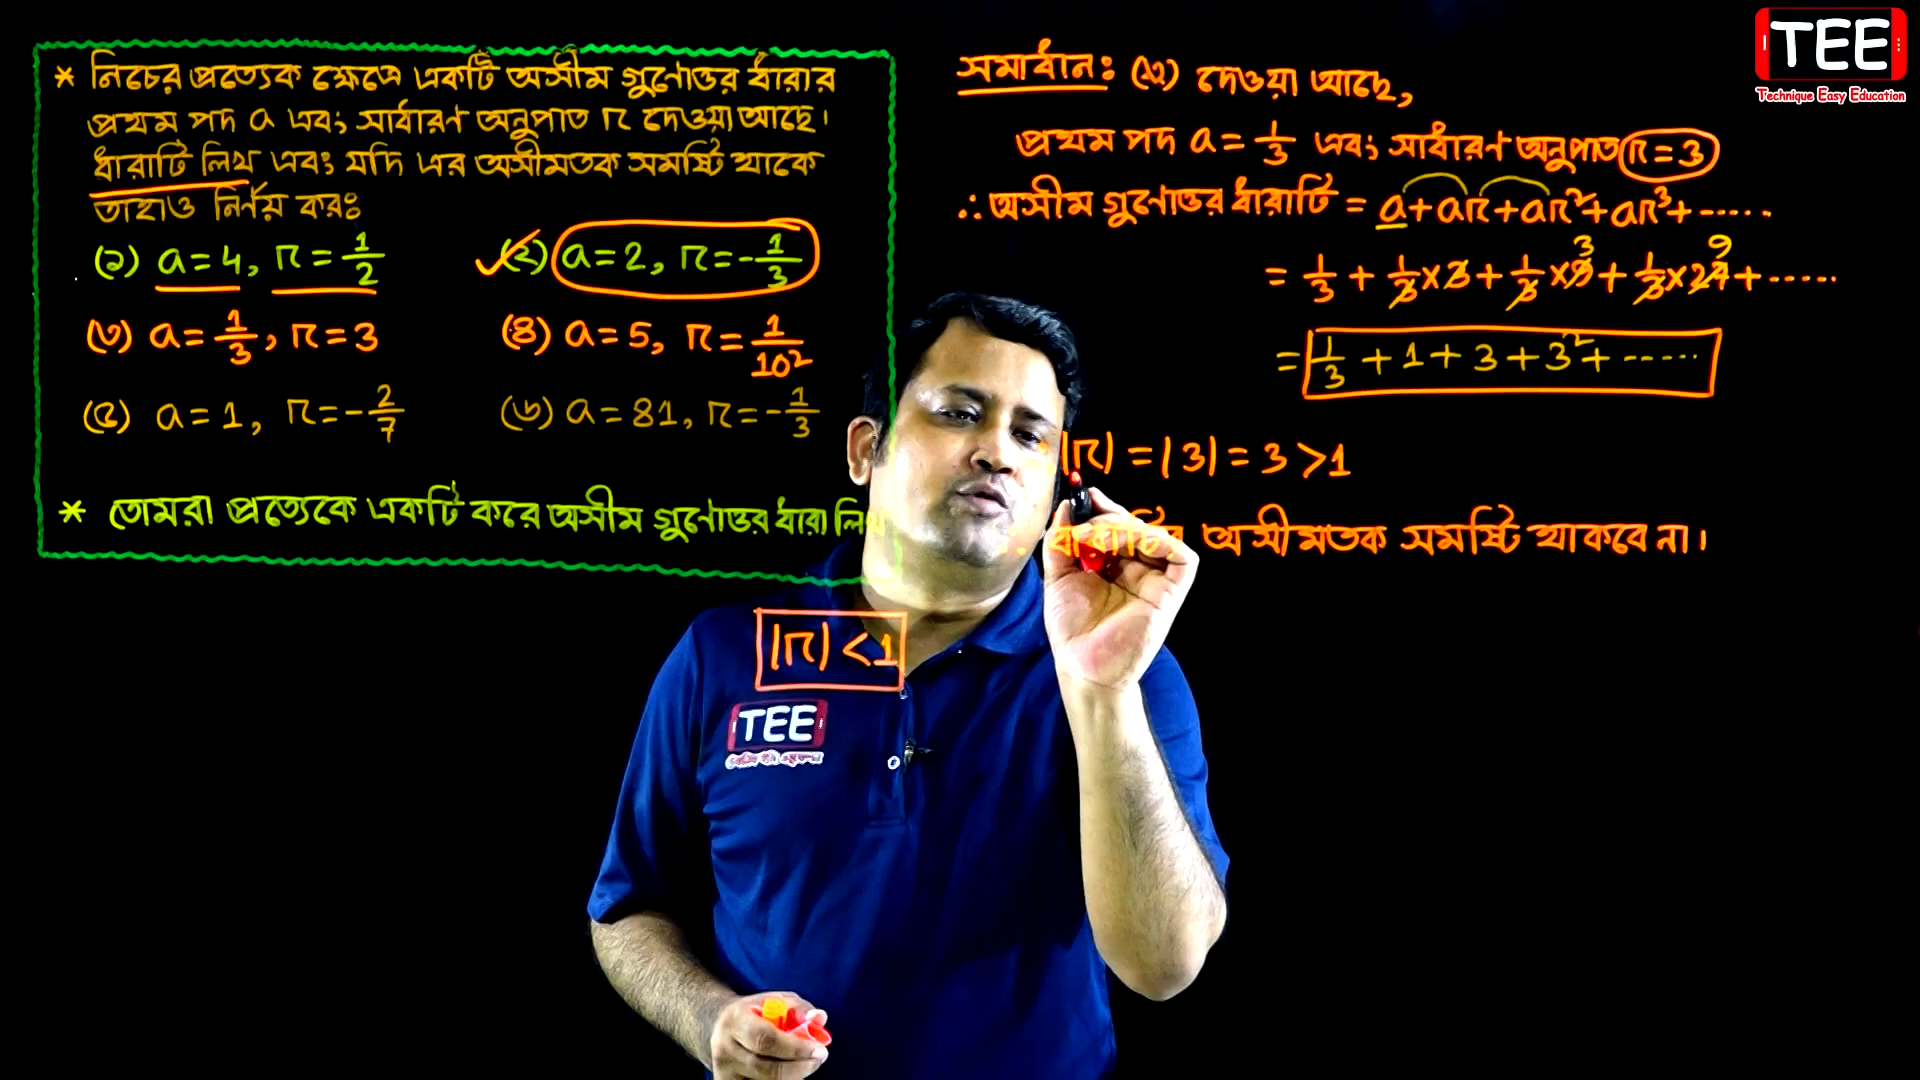 * নিচের প্রত্যেক ক্ষেত্রে একটি অসীম গুণোত্তর ধারার
প্রথম পদ a এবং সাধারণ অনুপাত r দেওয়া আছে।
ধারাটি লিখ এবং যদি এর অসীমতক সমষ্টি থাকে
তাহাও নির্ণয় কর:
(১) a=4, r=1/2 (২) a=2, r=-1/3
(৩) a=1/3, r=3 (৪) a=5, r=1/10²
(৫) a=1, r=-2/7 (৬) a=81, r=-1/3
* তোমরা প্রত্যেকে একটি করে অসীম গুণোত্তর ধারা লিখ
সমাধান: দেওয়া আছে,
প্রথম পদ a=1/3 এবং সাধারণ অনুপাত r=3
∴ অসীম গুণোত্তর ধারাটি = a+ar+ar²+ar³+.....
= 1/3 + 1/3×3 + 1/3×9 3 + 1/3×27 9 + .....
= 1/3 + 1 + 3 + 3² + .....
|r| = |3| = 3 >1
∴ ধারাটির অসীমতক সমষ্টি থাকবে না।
|r| <1
TEE
TEE
Technique Easy Education